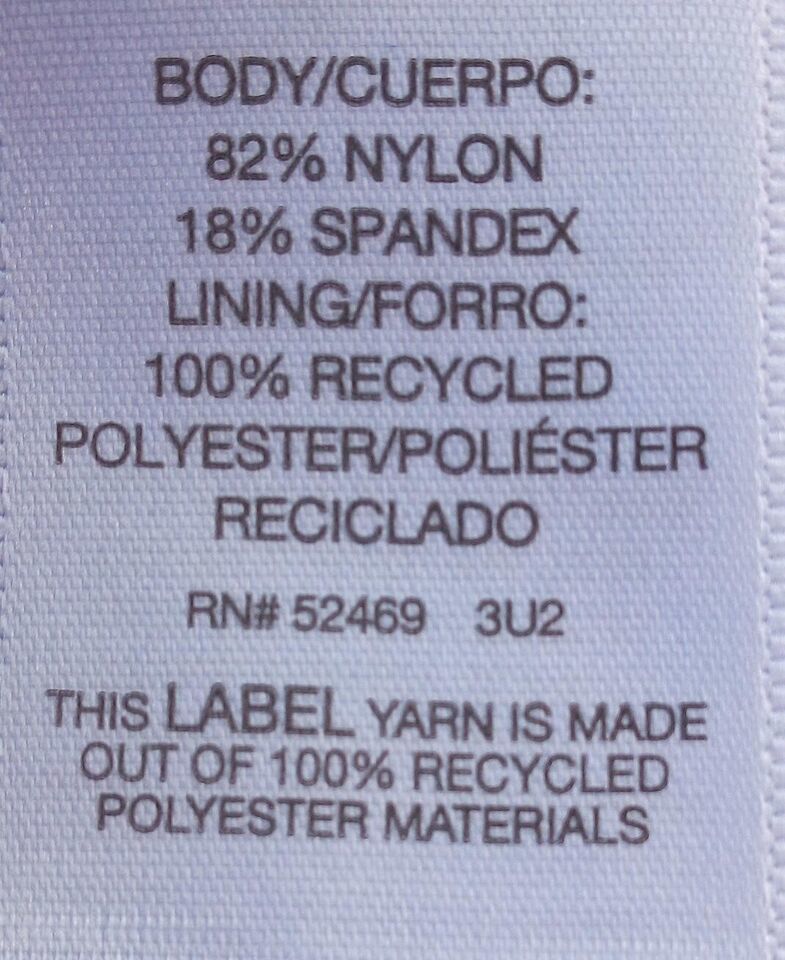 BODY/CUERPO:
82% NYLON
18% SPANDEX
LINING/FORRO:
100% RECYCLED
POLYESTER/POLIÉSTER
RECICLADO
RN# 52469 3U2
THIS LABEL YARN IS MADE
OUT OF 100% RECYCLED
POLYESTER MATERIALS